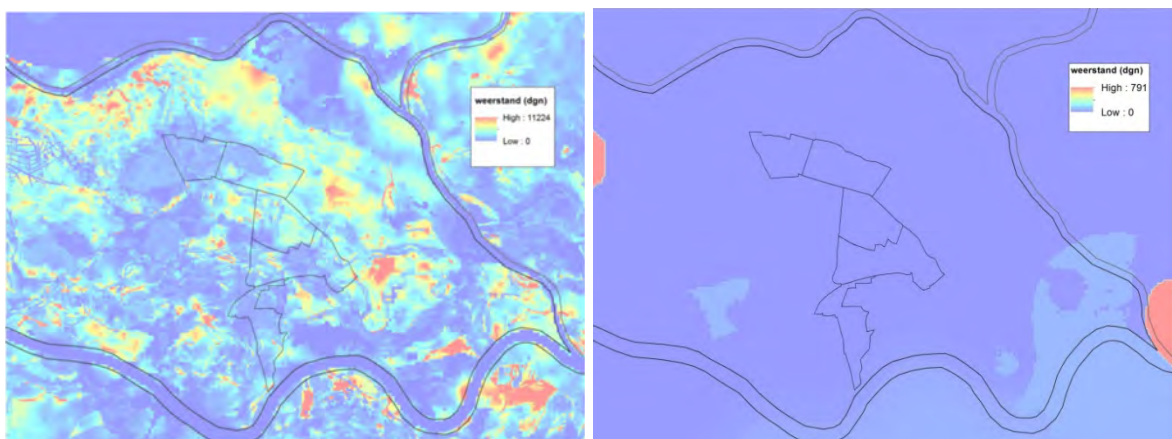 weerstand (dgn)
High : 11224
Low : 0
weerstand (dgn)
High : 791
Low : 0